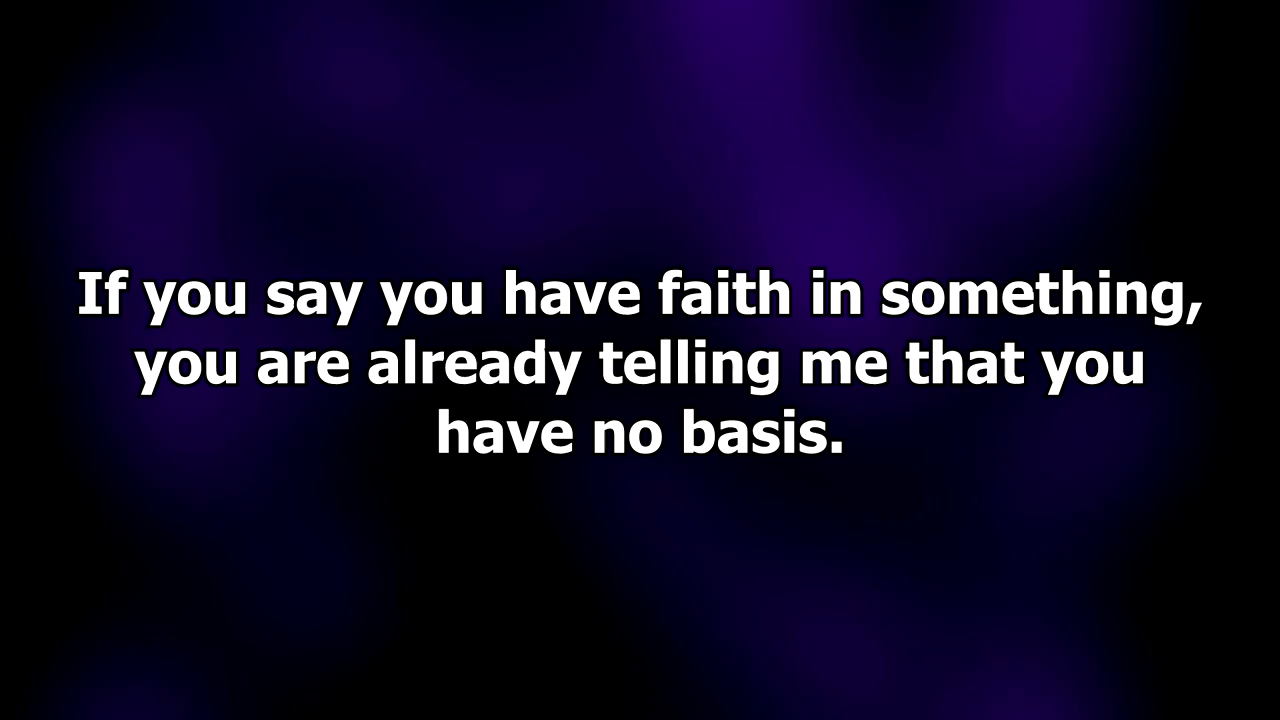 If you say you have faith in something,
you are already telling me that you
have no basis.